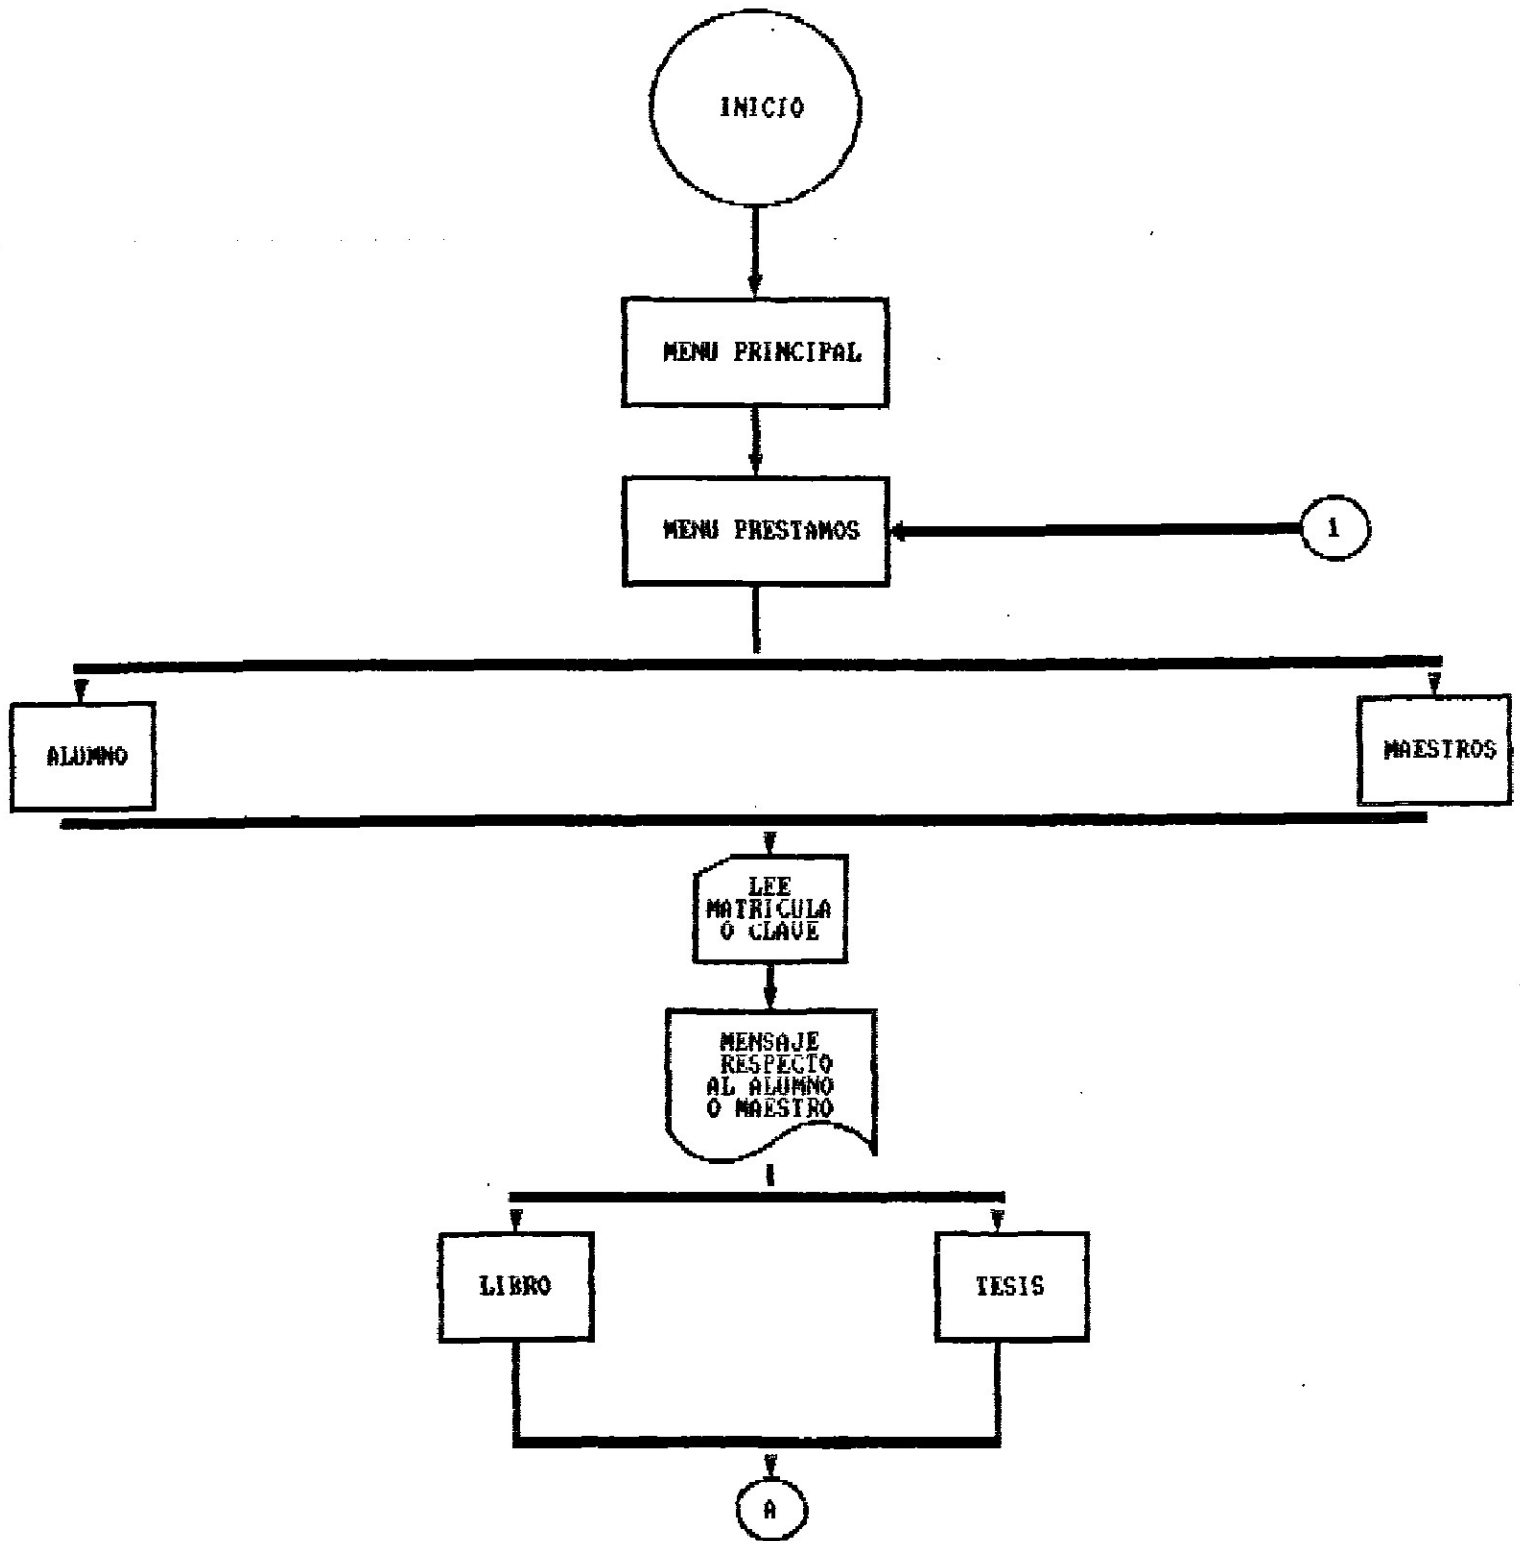 INICIO
MENU PRINCIPAL
MENU PRESTAMOS
1
ALUMNO
MAESTROS
LEE
MATRICULA
O CLAVE
MENSAJE
RESPECTO
AL ALUMNO
O MAESTRO
LIBRO
TESIS
A